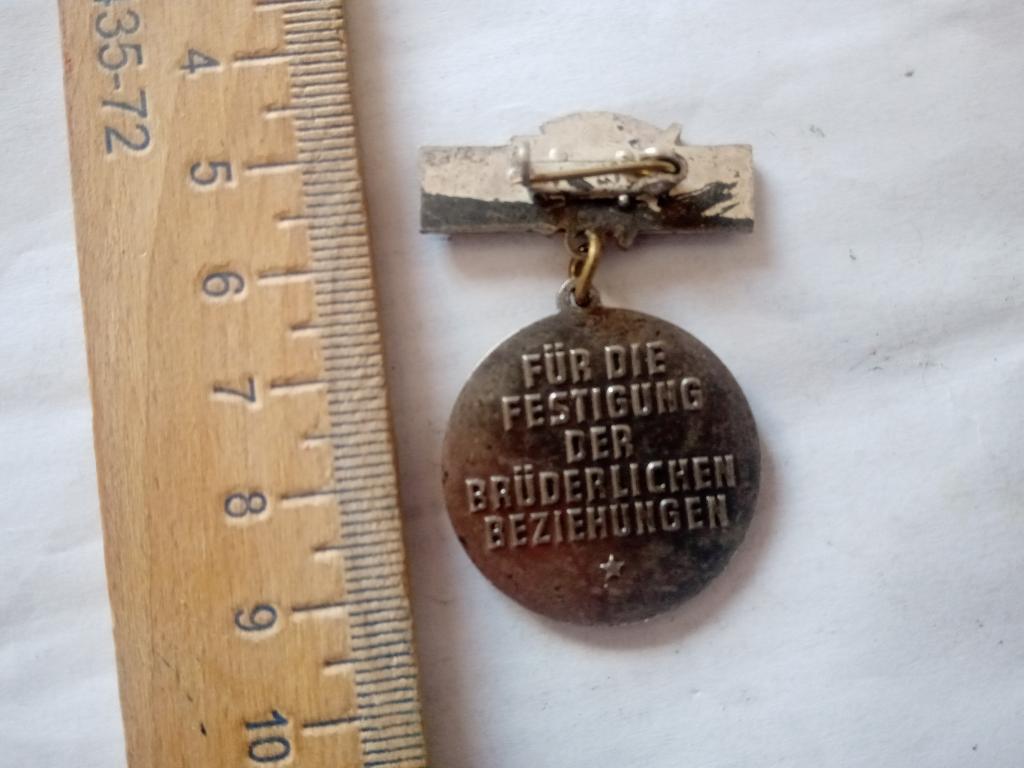 435-72
4
5
6
7
8
9
10
FÜR DIE
FESTIGUNG
DER
BRÜDERLICHEN
BEZIEHUNGEN